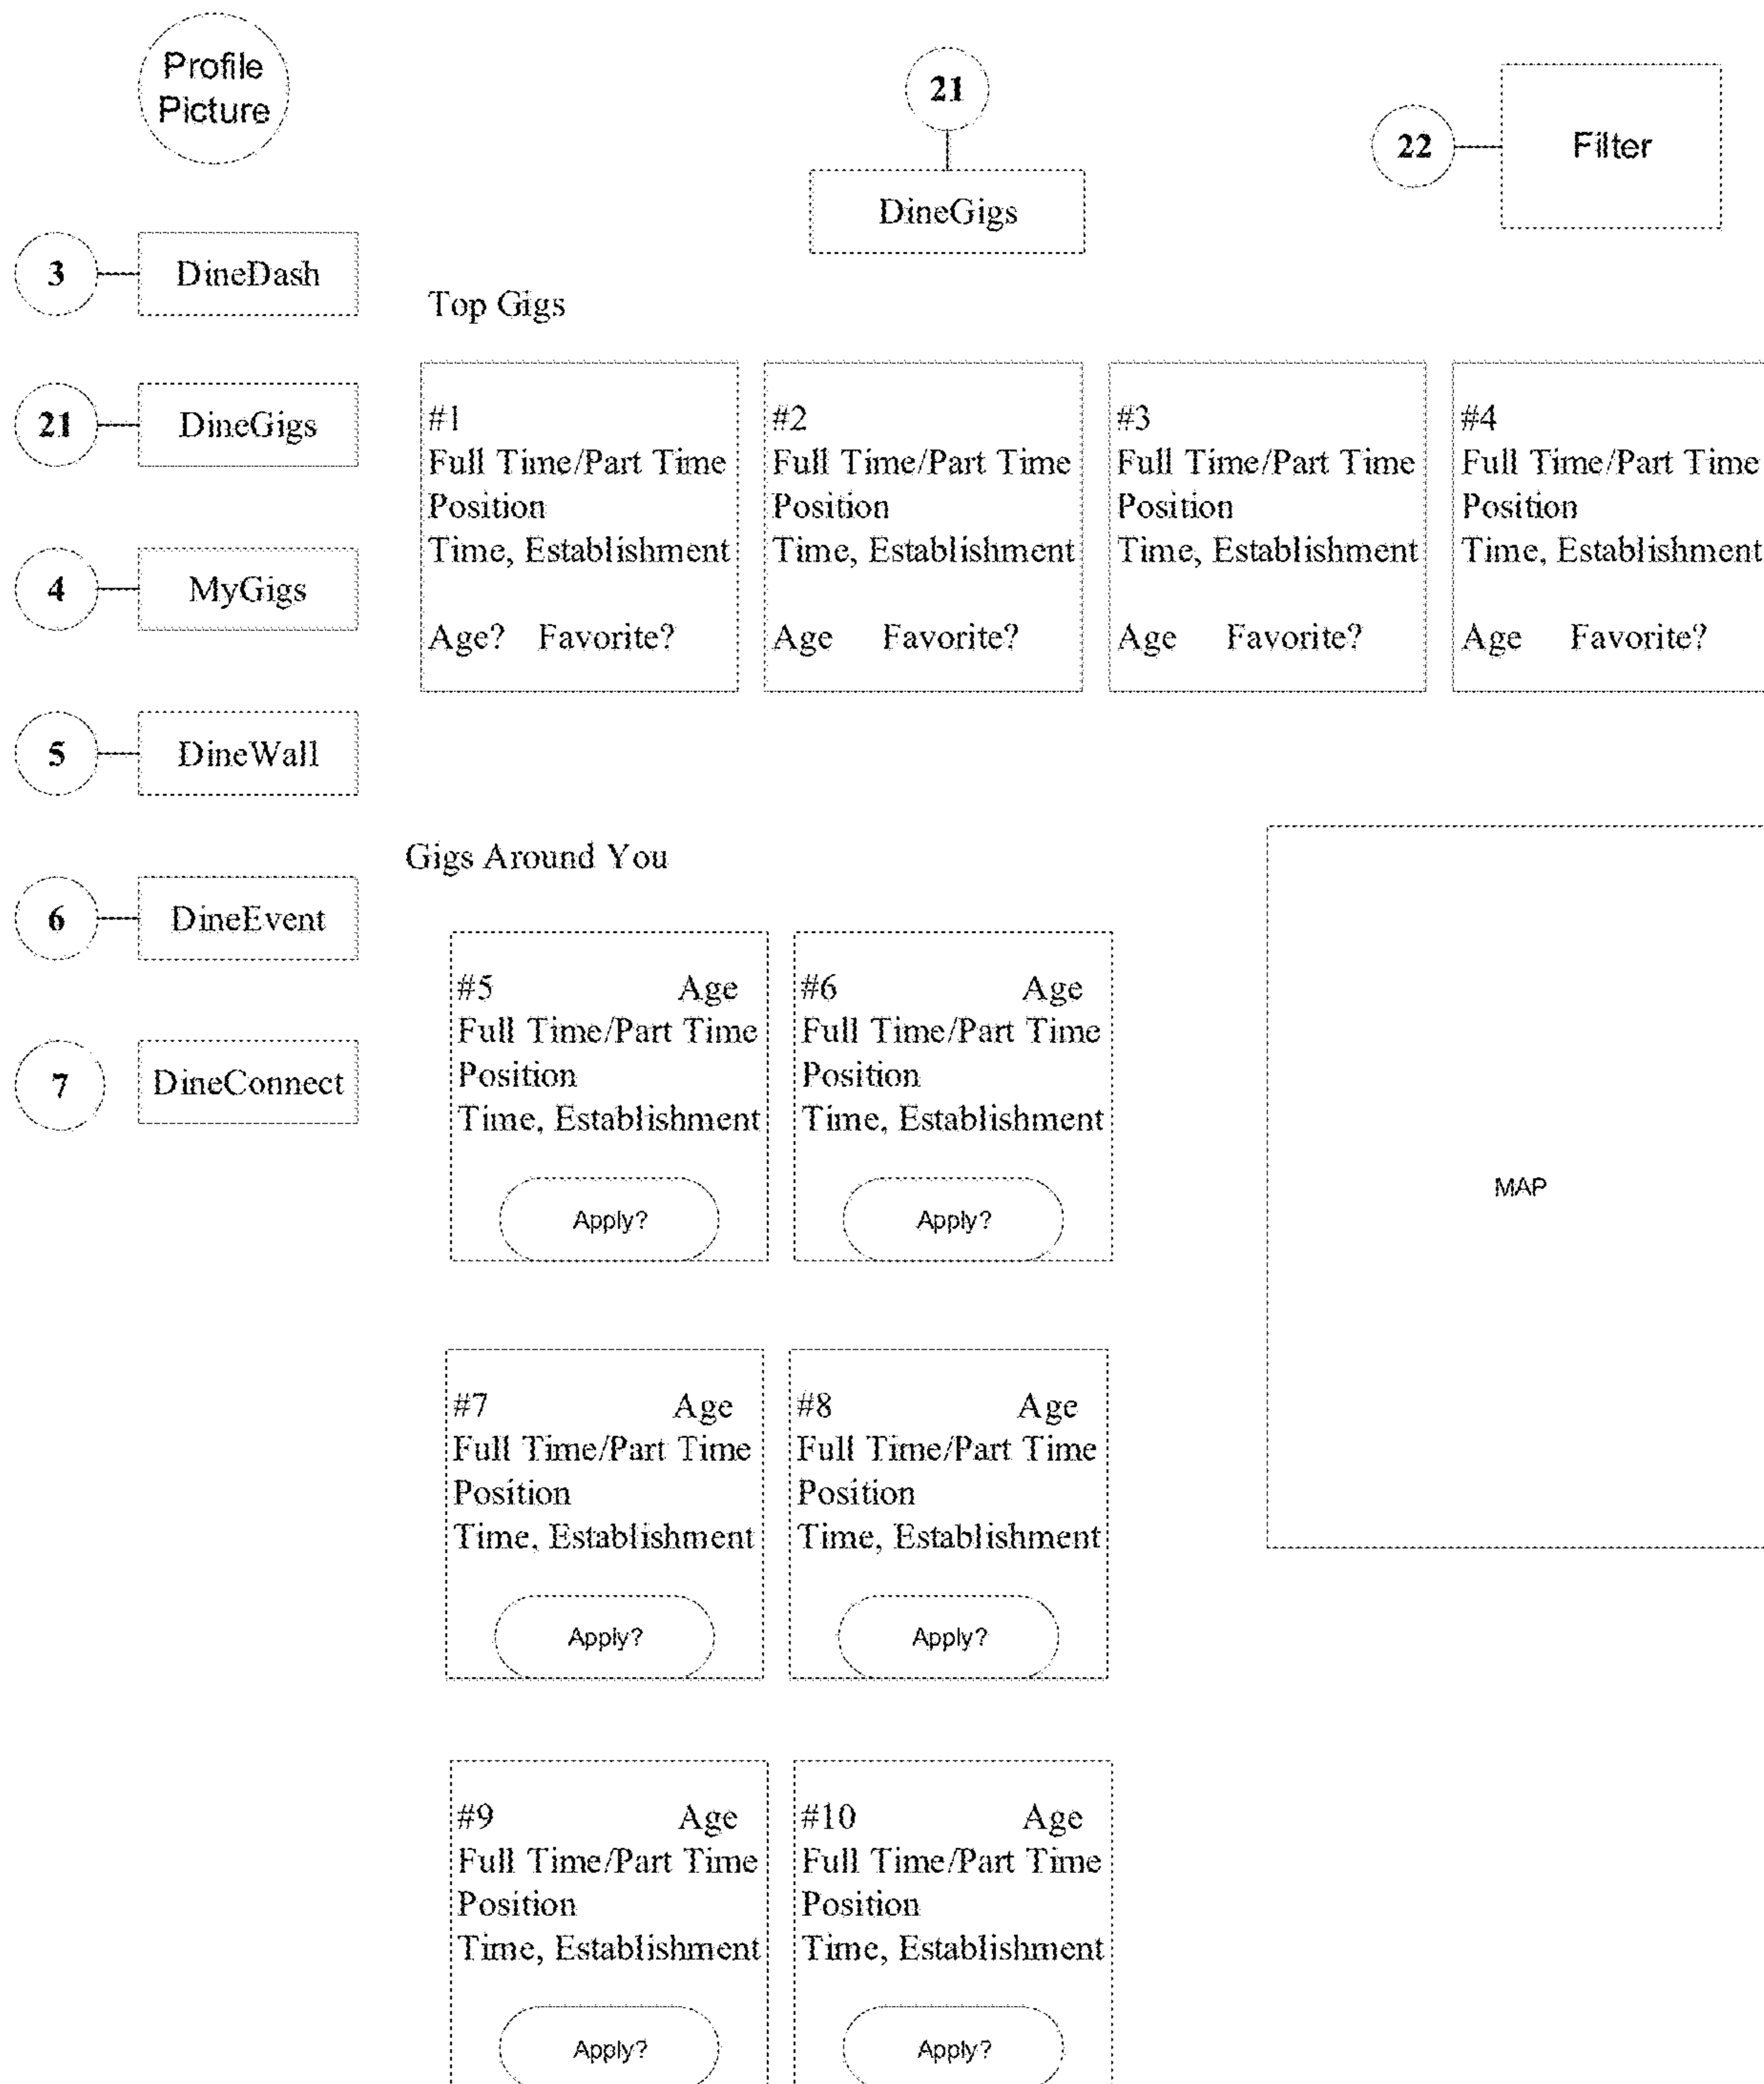 Profile
Picture
21
22
Filter
DineGigs
3
DineDash
Top Gigs
21
DineGigs
#1
Full Time/Part Time
Position
Time, Establishment
Age? Favorite?
#2
Full Time/Part Time
Position
Time, Establishment
Age Favorite?
#3
Full Time/Part Time
Position
Time, Establishment
Age Favorite?
#4
Full Time/Part Time
Position
Time, Establishment
Age Favorite?
4
MyGigs
5
DineWall
Gigs Around You
6
DineEvent
7
DineConnect
#5 Age
Full Time/Part Time
Position
Time, Establishment
Apply?
#6 Age
Full Time/Part Time
Position
Time, Establishment
Apply?
MAP
#7 Age
Full Time/Part Time
Position
Time, Establishment
Apply?
#8 Age
Full Time/Part Time
Position
Time, Establishment
Apply?
#9 Age
Full Time/Part Time
Position
Time, Establishment
Apply?
#10 Age
Full Time/Part Time
Position
Time, Establishment
Apply?